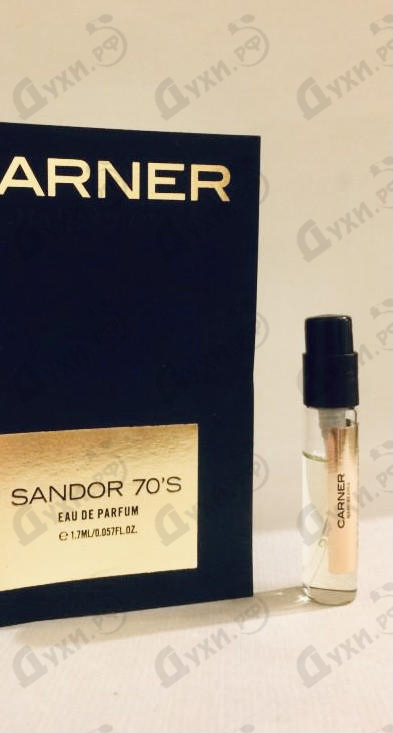 ARNER
SANDOR 70'S
EAU DE PARFUM
e 1.7ML/0.057FL.OZ.
CARNER
Духи.рф